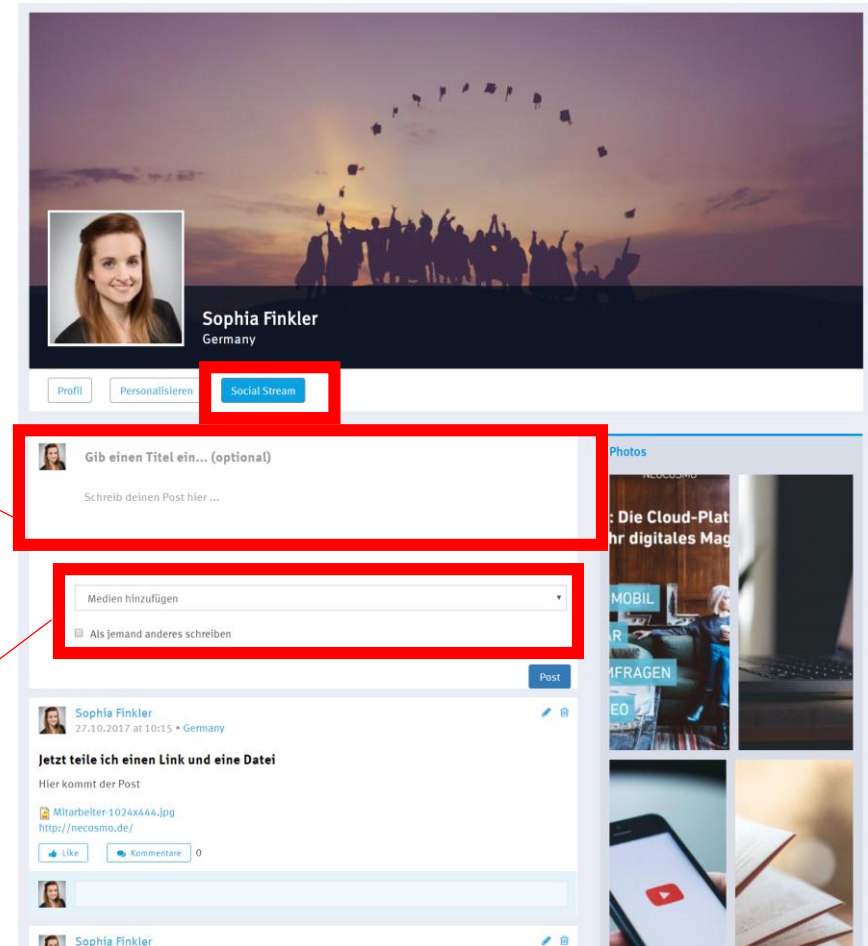 Sophia Finkler
Germany
Profil
Personalisieren
Social Stream
Gib einen Titel ein... (optional)
Schreib deinen Post hier ...
Medien hinzufügen
Als jemand anderes schreiben
Post
Sophia Finkler
27.10.2017 at 10:15 • Germany
Jetzt teile ich einen Link und eine Datei
Hier kommt der Post
Mitarbeiter-1024x444.jpg
http://necosmo.de/
Like
Kommentare
0
Sophia Finkler
Photos
NEOCOSMO
: Die Cloud-Plat
hr digitales Mag
MOBIL
AR
MFRAGEN
EO